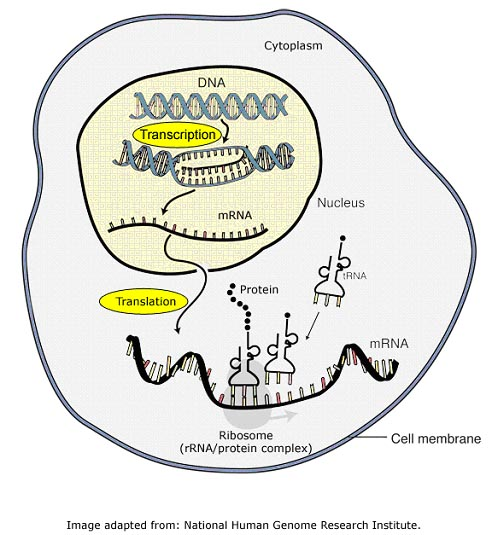 Cytoplasm
DNA
Transcription
mRNA
Nucleus
tRNA
Translation
Protein
mRNA
Ribosome
(rRNA/protein complex)
Cell membrane
Image adapted from: National Human Genome Research Institute.